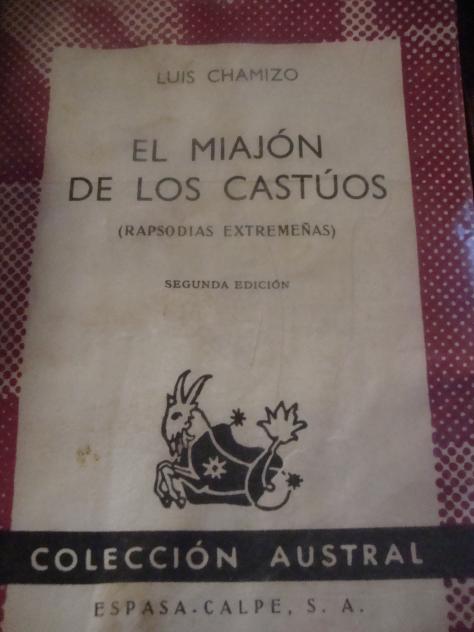 LUIS CHAMIZO
EL MIAJÓN
DE LOS CASTÚOS
(RAPSODIAS EXTREMEÑAS)
SEGUNDA EDICIÓN
COLECCIÓN AUSTRAL
ESPASA-CALPE, S. A.